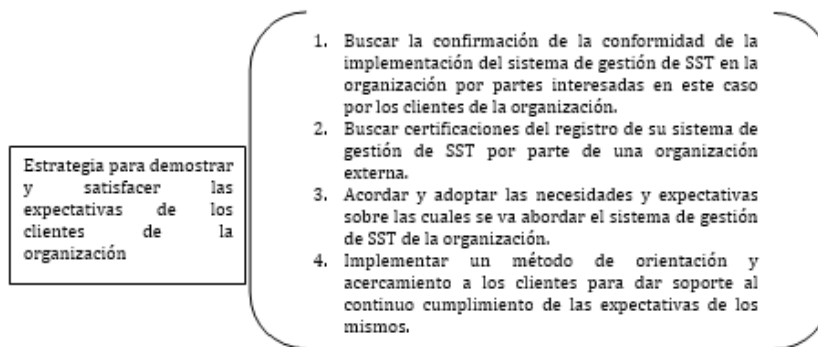 Estrategia para demostrar
y satisfacer las
expectativas de los
clientes de la
organización
1. Buscar la confirmación de la conformidad de la
implementación del sistema de gestión de SST en la
organización por partes interesadas en este caso
por los clientes de la organización.
2. Buscar certificaciones del registro de su sistema de
gestión de SST por parte de una organización
externa.
3. Acordar y adoptar las necesidades y expectativas
sobre las cuales se va abordar el sistema de gestión
de SST de la organización.
4. Implementar un método de orientación y
acercamiento a los clientes para dar soporte al
continuo cumplimiento de las expectativas de los
mismos.